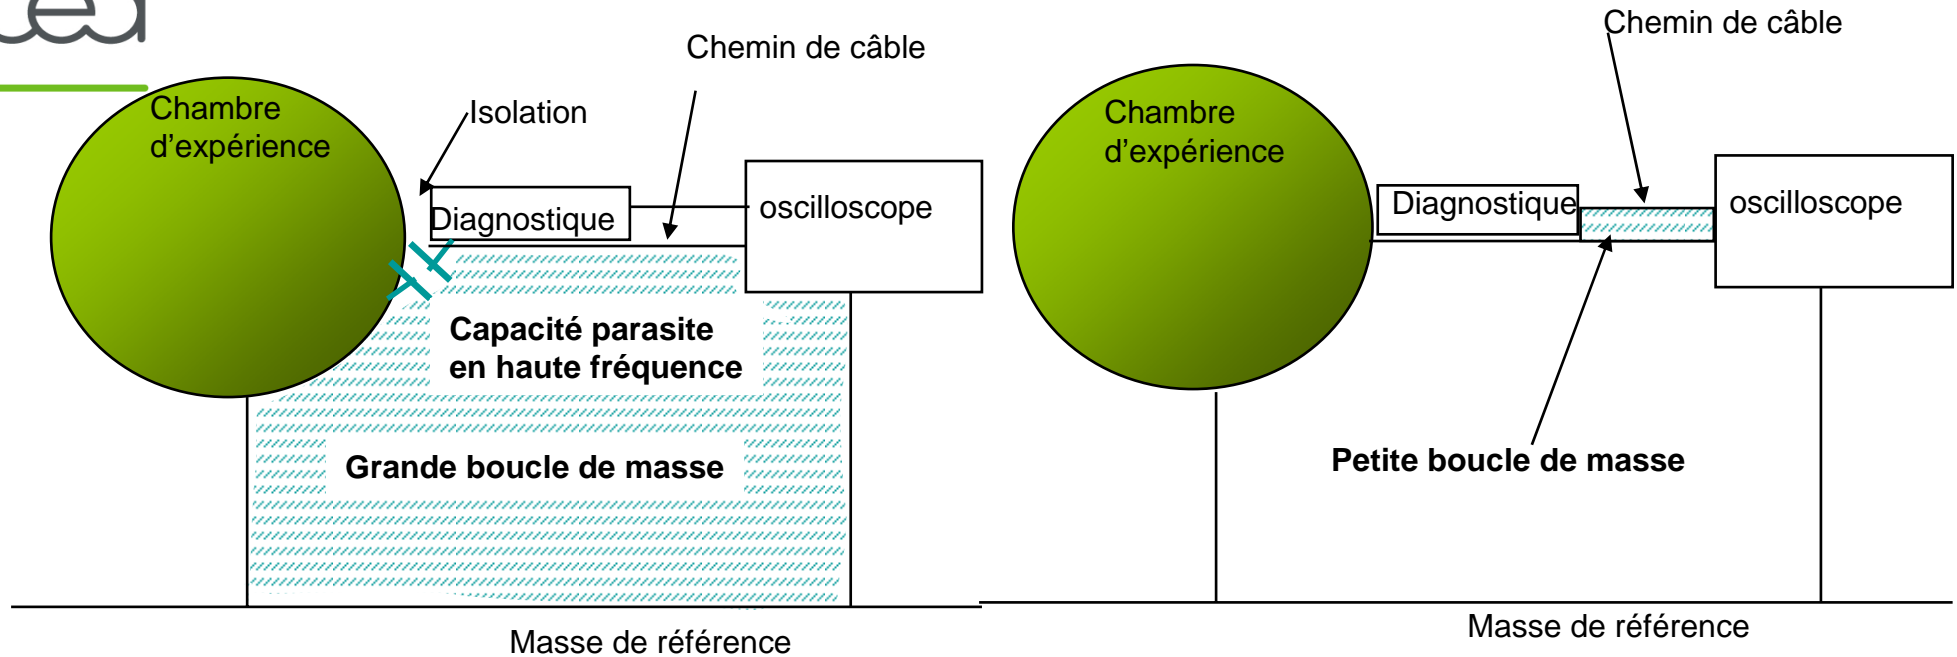 cea
Chemin de câble
Chambre
d'expérience
Isolation
Diagnostique
oscilloscope
Capacité parasite
en haute fréquence
Grande boucle de masse
Masse de référence
Chemin de câble
Chambre
d'expérience
Diagnostique
oscilloscope
Petite boucle de masse
Masse de référence